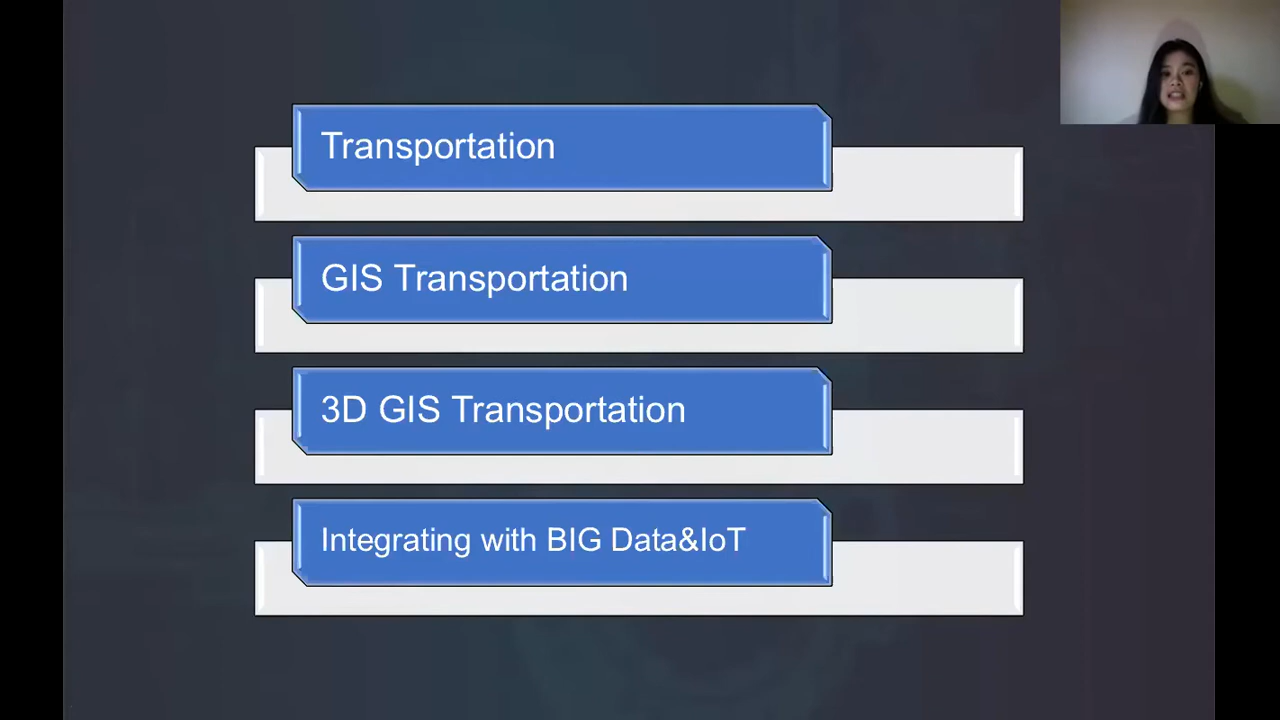 Transportation
GIS Transportation
3D GIS Transportation
Integrating with BIG Data&IoT